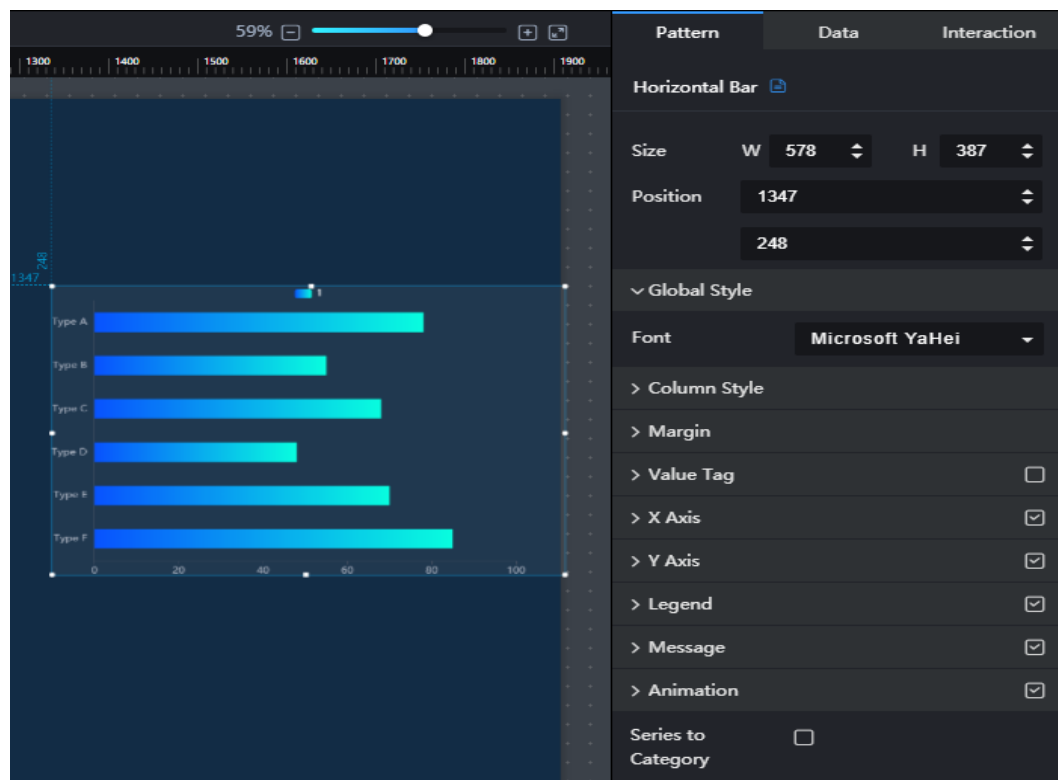 59%
Pattern Data Interaction
1300 1400 1500 1600 1700 1800 1900
Horizontal Bar
Size W 578 H 387
Position 1347
248
248
1347
Global Style
1
Type A
Font Microsoft YaHei
Type B
Column Style
Type C
Margin
Type D
Value Tag
Type E
X Axis
Type F
Y Axis
0 20 40 60 80 100
Legend
Message
Animation
Series to
Category